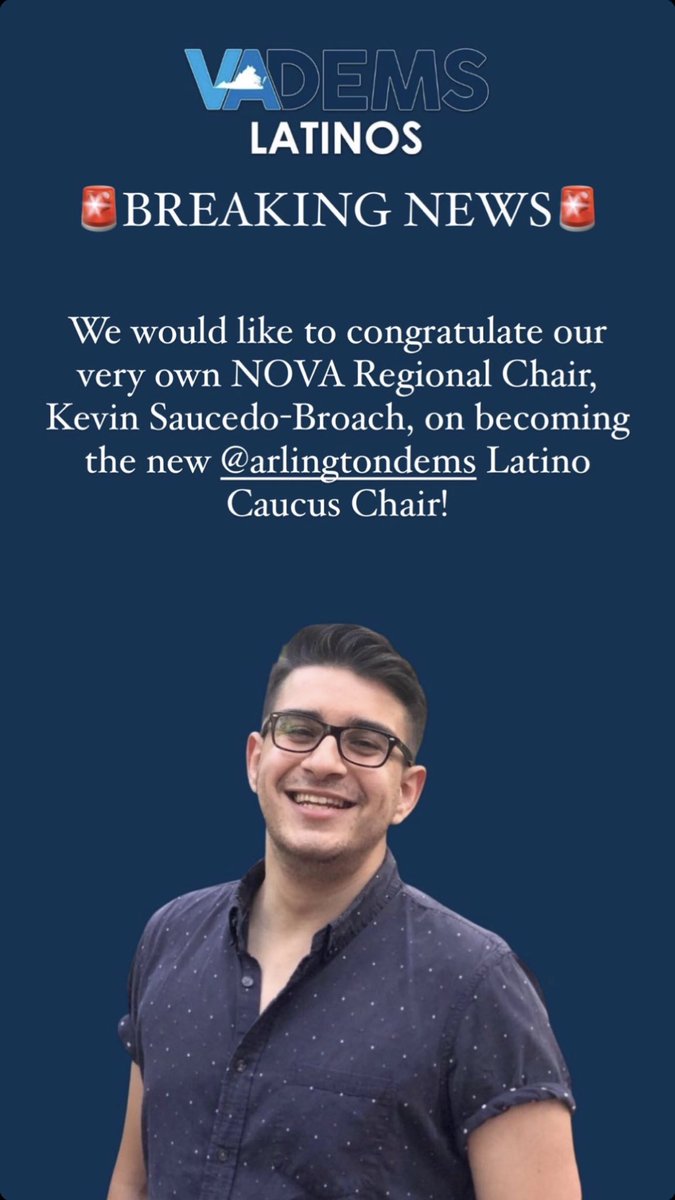 VADEMS
LATINOS
🚨BREAKING NEWS🚨
We would like to congratulate our
very own NOVA Regional Chair,
Kevin Saucedo-Broach, on becoming
the new @arlingtondems Latino
Caucus Chair!